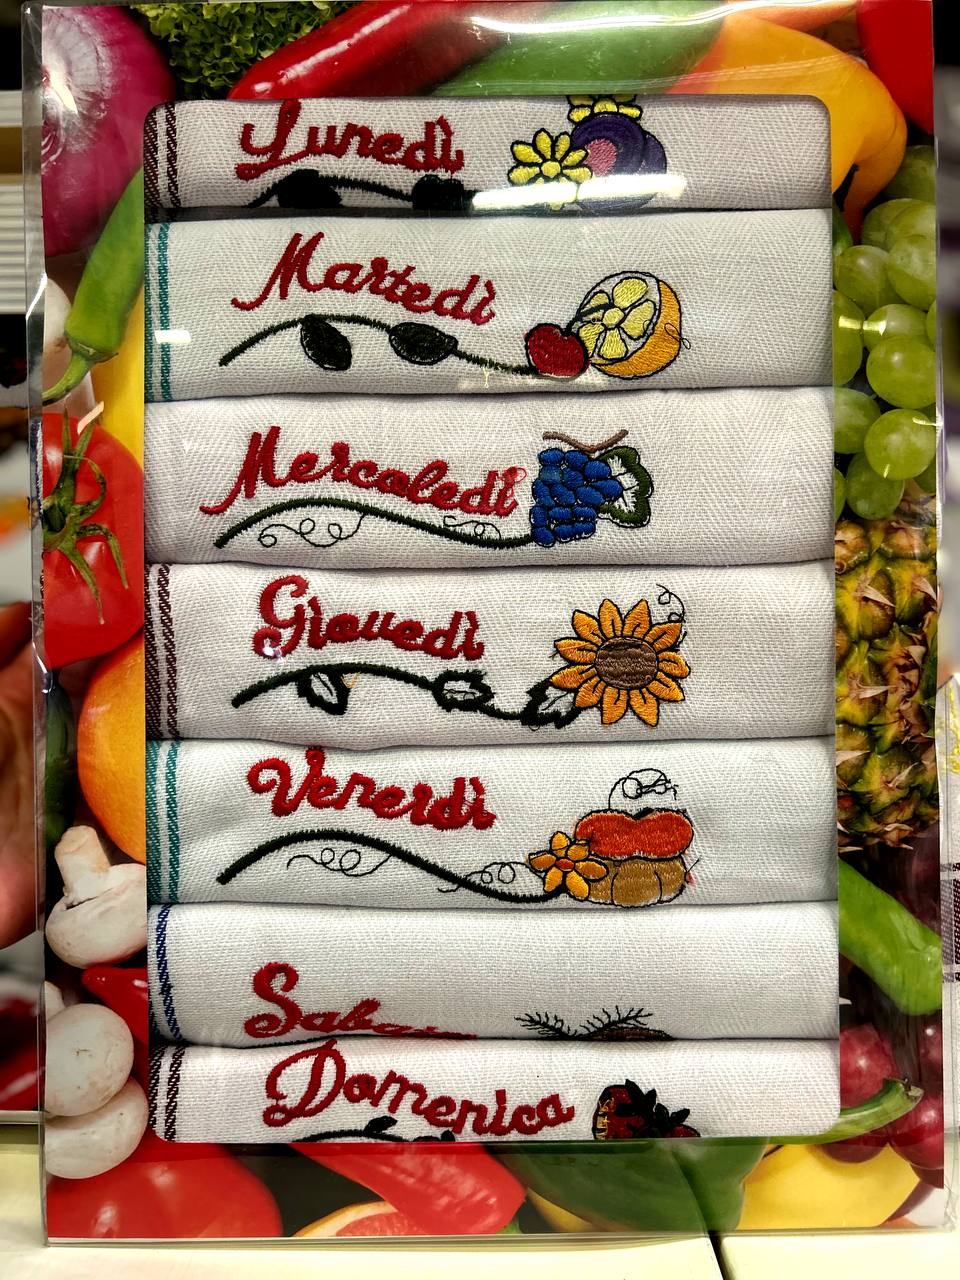 Lunedì
Martedì
Mercoledì
Giovedì
Venerdì
Domenica